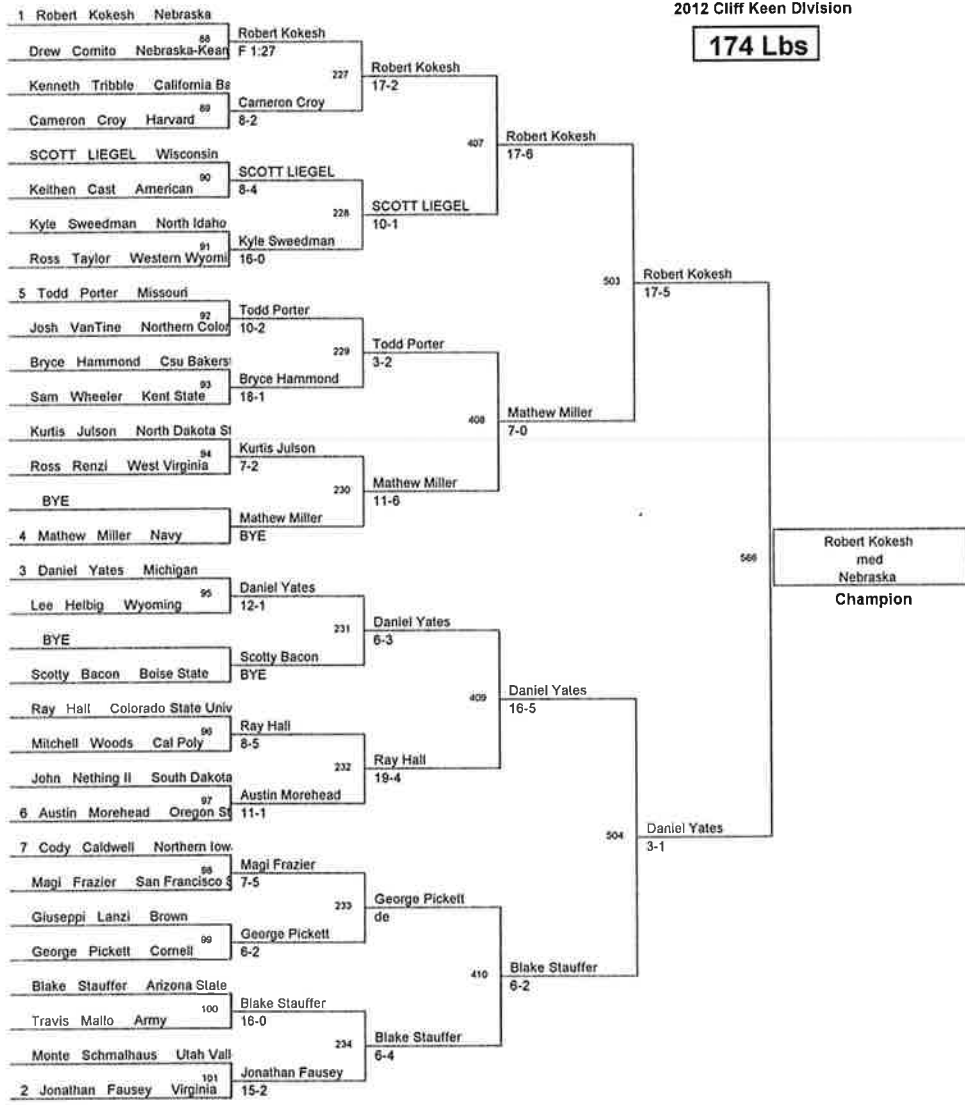 2012 Cliff Keen Division
174 Lbs
1 Robert Kokesh Nebraska
88
Drew Comito Nebraska-Kear
Kenneth Tribble California Ba
89
Cameron Croy Harvard
SCOTT LIEGEL Wisconsin
90
Keithen Cast American
Kyle Sweedman North Idaho
91
Ross Taylor Western Wyomi
5 Todd Porter Missouri
92
Josh VanTine Northern Color
Bryce Hammond Csu Bakers
93
Sam Wheeler Kent State
Kurtis Julson North Dakota St
94
Ross Renzi West Virginia
BYE
4 Mathew Miller Navy
3 Daniel Yates Michigan
95
Lee Helbig Wyoming
BYE
Scotty Bacon Boise State
Ray Hall Colorado State Univ
96
Mitchell Woods Cal Poly
John Nething II South Dakota
97
6 Austin Morehead Oregon St
7 Cody Caldwell Northern Iow
98
Magi Frazier San Francisco S
Giuseppi Lanzi Brown
99
George Pickett Cornell
Blake Stauffer Arizona State
100
Travis Mallo Army
Monte Schmalhaus Utah Vall
101
2 Jonathan Fausey Virginia
Robert Kokesh
F 1:27
227
Cameron Croy
8-2
SCOTT LIEGEL
8-4
228
Kyle Sweedman
16-0
Todd Porter
10-2
229
Bryce Hammond
18-1
Kurtis Julson
7-2
230
Mathew Miller
BYE
Daniel Yates
12-1
231
Scotty Bacon
BYE
Ray Hall
8-5
232
Austin Morehead
11-1
Magi Frazier
7-5
233
George Pickett
6-2
Blake Stauffer
16-0
234
Jonathan Fausey
15-2
Robert Kokesh
17-2
407
SCOTT LIEGEL
10-1
Todd Porter
3-2
408
Mathew Miller
11-6
Daniel Yates
6-3
409
Ray Hall
19-4
George Pickett
de
410
Blake Stauffer
6-4
Robert Kokesh
17-6
503
Mathew Miller
7-0
Daniel Yates
16-5
504
Blake Stauffer
6-2
Robert Kokesh
17-5
566
Daniel Yates
3-1
Robert Kokesh
med
Nebraska
Champion